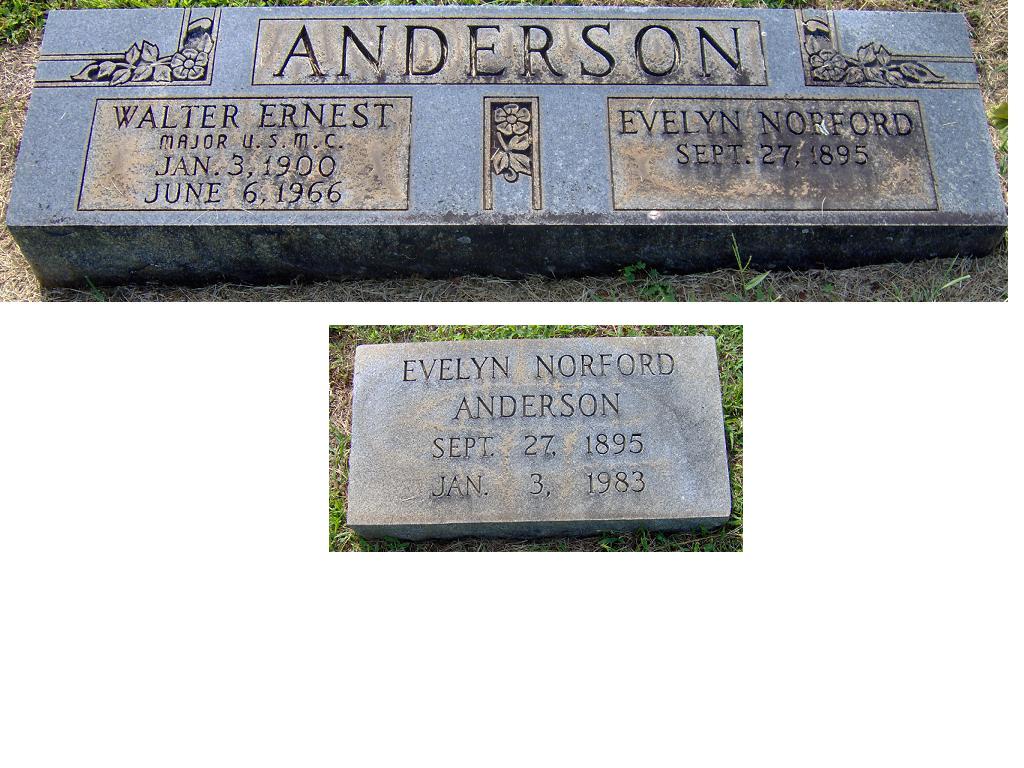 ANDERSON
WALTER ERNEST
MAJOR U.S.M.C.
JAN. 3, 1900
JUNE 6, 1966
EVELYN NORFORD
SEPT. 27, 1895
EVELYN NORFORD
ANDERSON
SEPT. 27, 1895
JAN. 3, 1983